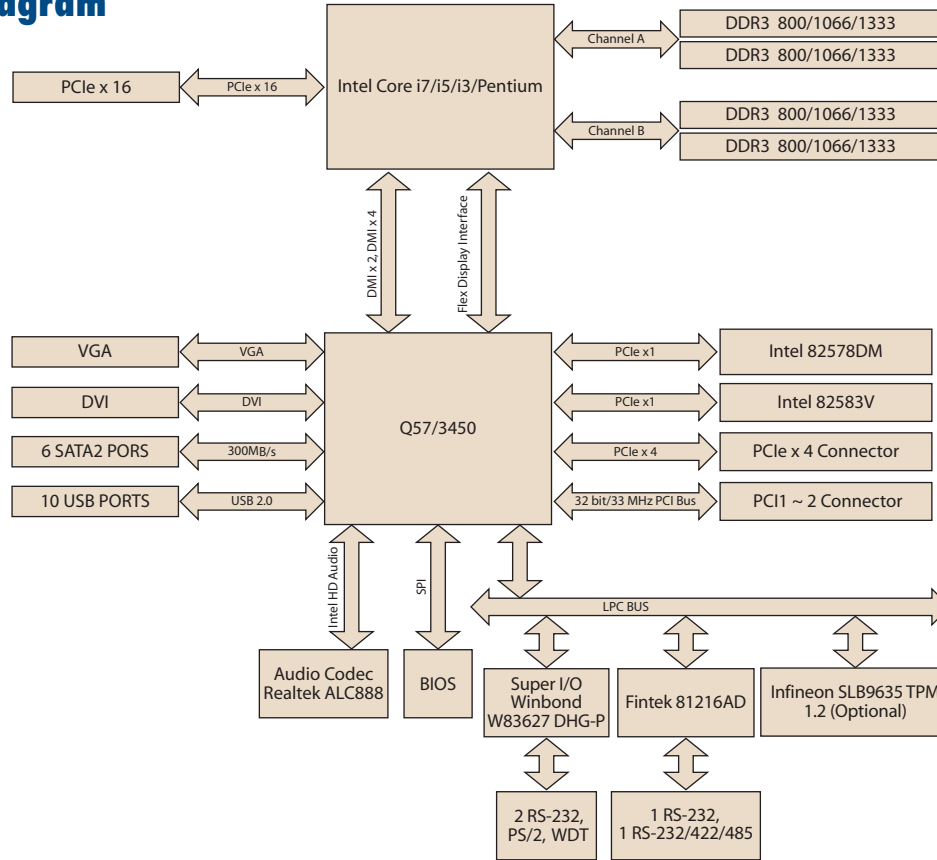 agram
DDR3 800/1066/1333
Channel A
DDR3 800/1066/1333
PCIe x 16
PCIe x 16
Intel Core i7/i5/i3/Pentium
DDR3 800/1066/1333
Channel B
DDR3 800/1066/1333
DMI x 2, DMI x 4
Flex Display Interface
VGA
VGA
PCIe x1
Intel 82578DM
DVI
DVI
Q57/3450
PCIe x1
Intel 82583V
6 SATA2 PORS
300MB/s
PCIe x 4
PCIe x 4 Connector
10 USB PORTS
USB 2.0
32 bit/33 MHz PCI Bus
PCI1 ~ 2 Connector
Intel HD Audio
SPI
LPC BUS
Audio Codec
Realtek ALC888
BIOS
Super I/O
Winbond
W83627 DHG-P
Fintek 81216AD
Infineon SLB9635 TPM
1.2 (Optional)
2 RS-232,
PS/2, WDT
1 RS-232,
1 RS-232/422/485